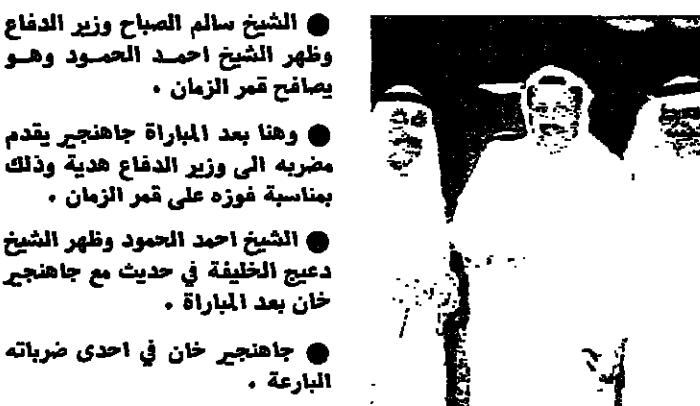 ● الشيخ سالم الصباح وزير الدفاع
وظهر الشيخ احمد الحمود وهو
يصافح قمر الزمان .
● وهنا بعد المباراة جاهنجير يقدم
مضربه الى وزير الدفاع هدية وذلك
بمناسبة فوزه على قمر الزمان .
● الشيخ احمد الحمود وظهر الشيخ
دعيج الخليفة في حديث مع جاهنجير
خان بعد المباراة .
● جاهنجير خان في احدى ضرباته
البارعة .